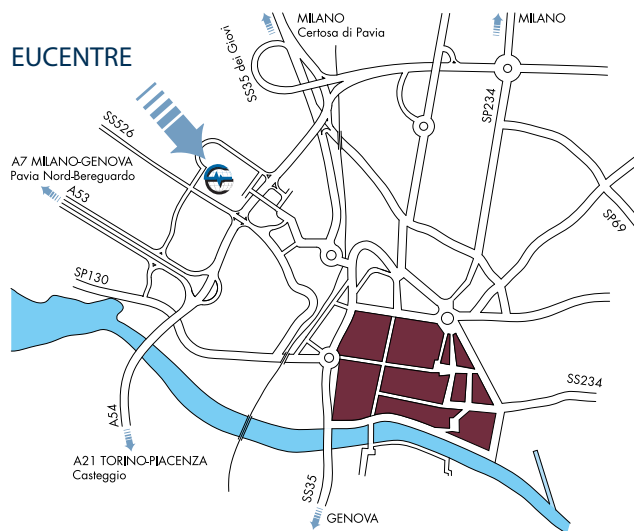 MILANO
Certosa di Pavia
MILANO
EUCENTRE
SS35 dei Giovi
SP234
SS526
A7 MILANO-GENOVA
Pavia Nord-Bereguardo
A53
SP69
SP130
SS234
A54
A21 TORINO-PIACENZA
Casteggio
SS35
GENOVA